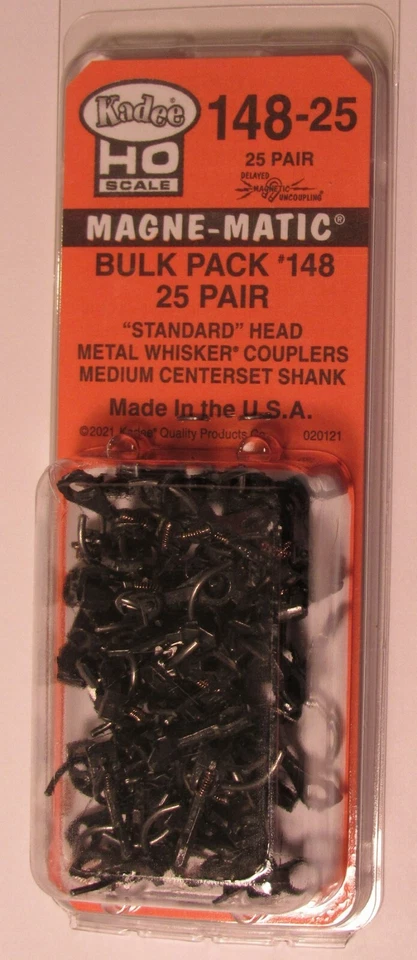 Kadee
HO
SCALE
148-25
25 PAIR
DELAYED
MAGNETIC
UNCOUPLING
MAGNE-MATIC®
BULK PACK #148
25 PAIR
"STANDARD" HEAD
METAL WHISKER® COUPLERS
MEDIUM CENTERSET SHANK
Made In the U.S.A.
©2021 Kadee® Quality Products Co. 020121